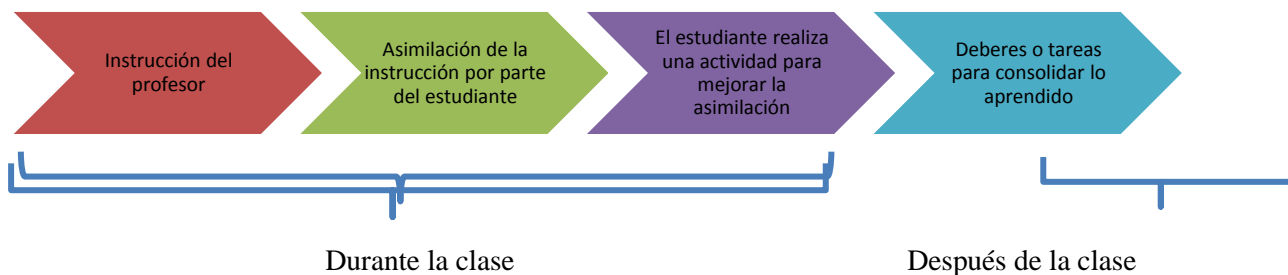 Instrucción del
profesor
Asimilación de la
instrucción por parte
del estudiante
El estudiante realiza
una actividad para
mejorar la
asimilación
Deberes o tareas
para consolidar lo
aprendido
Durante la clase
Después de la clase